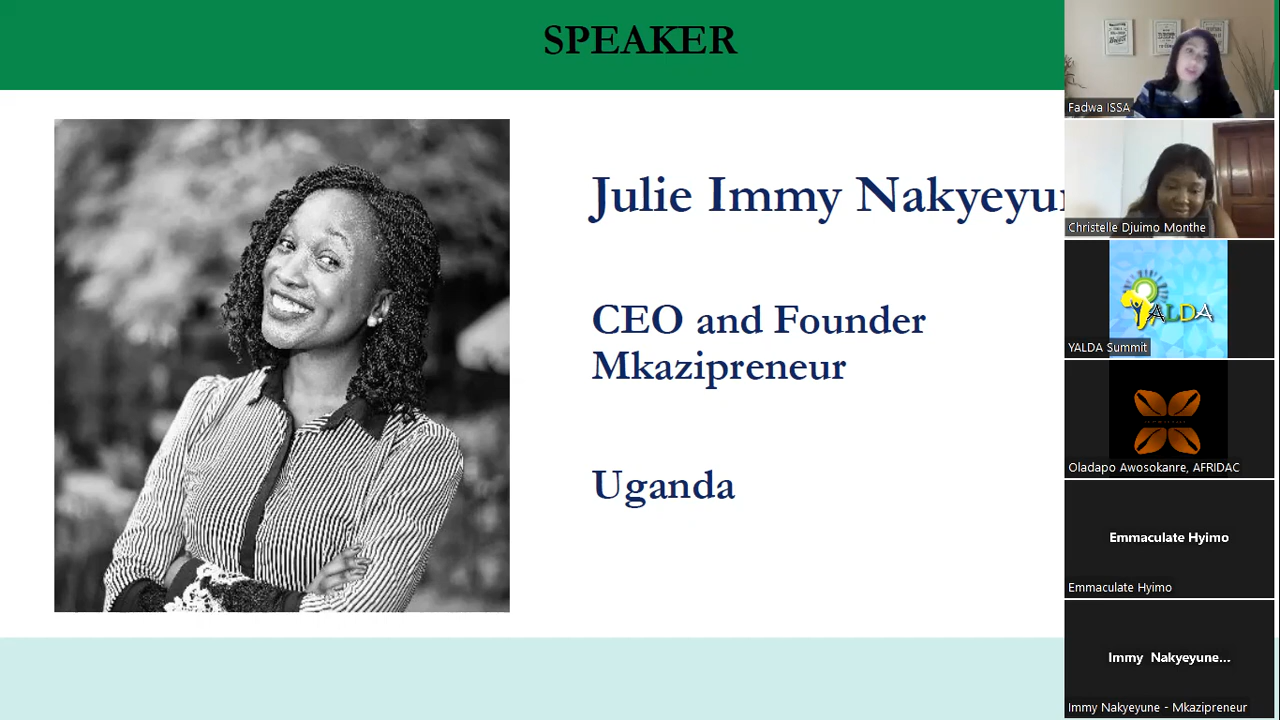 SPEAKER
Julie Immy Nakyeyu
CEO and Founder
Mkazipreneur
Uganda
Fadwa ISSA
Christelle Djuimo Monthe
YALDA
YALDA Summit
Oladapo Awosokanre, AFRIDAC
Emmaculate Hyimo
Emmaculate Hyimo
Immy Nakyeyune...
Immy Nakyeyune - Mkazipreneur